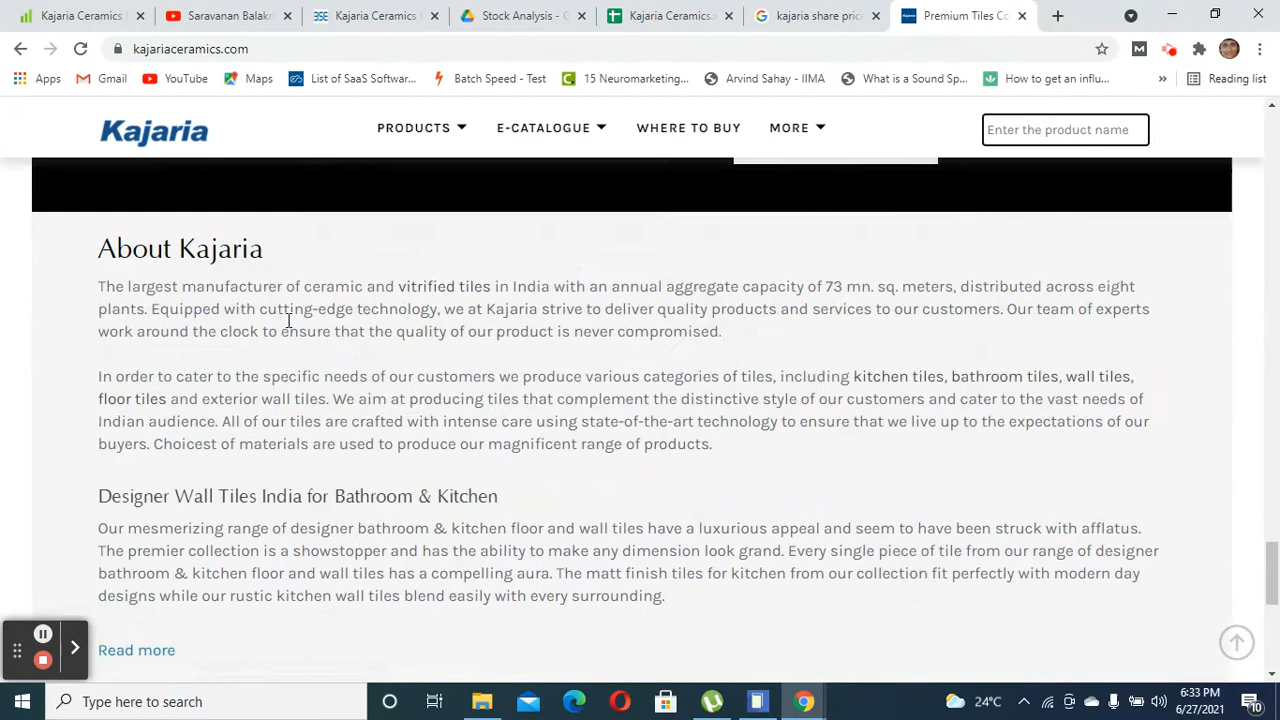 Kajaria Ceramics
Saravanan Balakr
Kajaria Ceramics
Stock Analysis - G
Kajaria Ceramics.x
kajaria share pric
Premium Tiles Co
kajariaceramics.com
Apps
Gmail
YouTube
Maps
List of SaaS Softwar...
Batch Speed - Test
15 Neuromarketing...
Arvind Sahay - IIMA
What is a Sound Sp...
How to get an influ...
Reading list
Kajaria
PRODUCTS
E-CATALOGUE
WHERE TO BUY
MORE
Enter the product name
About Kajaria
The largest manufacturer of ceramic and vitrified tiles in India with an annual aggregate capacity of 73 mn. sq. meters, distributed across eight
plants. Equipped with cutting-edge technology, we at Kajaria strive to deliver quality products and services to our customers. Our team of experts
work around the clock to ensure that the quality of our product is never compromised.
In order to cater to the specific needs of our customers we produce various categories of tiles, including kitchen tiles, bathroom tiles, wall tiles,
floor tiles and exterior wall tiles. We aim at producing tiles that complement the distinctive style of our customers and cater to the vast needs of
Indian audience. All of our tiles are crafted with intense care using state-of-the-art technology to ensure that we live up to the expectations of our
buyers. Choicest of materials are used to produce our magnificent range of products.
Designer Wall Tiles India for Bathroom & Kitchen
Our mesmerizing range of designer bathroom & kitchen floor and wall tiles have a luxurious appeal and seem to have been struck with afflatus.
The premier collection is a showstopper and has the ability to make any dimension look grand. Every single piece of tile from our range of designer
bathroom & kitchen floor and wall tiles has a compelling aura. The matt finish tiles for kitchen from our collection fit perfectly with modern day
designs while our rustic kitchen wall tiles blend easily with every surrounding.
Read more
Type here to search
24°C
6:33 PM
6/27/2021
10